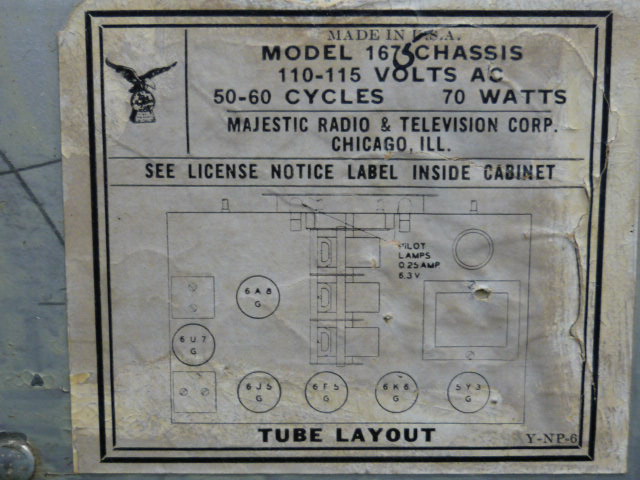 MADE IN U.S.A.
MODEL 1675 CHASSIS
110-115 VOLTS AC
50-60 CYCLES 70 WATTS
MAJESTIC RADIO & TELEVISION CORP.
CHICAGO, ILL.
SEE LICENSE NOTICE LABEL INSIDE CABINET
PILOT
LAMPS
0.25 AMP
6.3 V
6A8
G
6U7
G
6J5
G
6F5
G
6K6
G
5Y3
G
TUBE LAYOUT
Y-NP-6